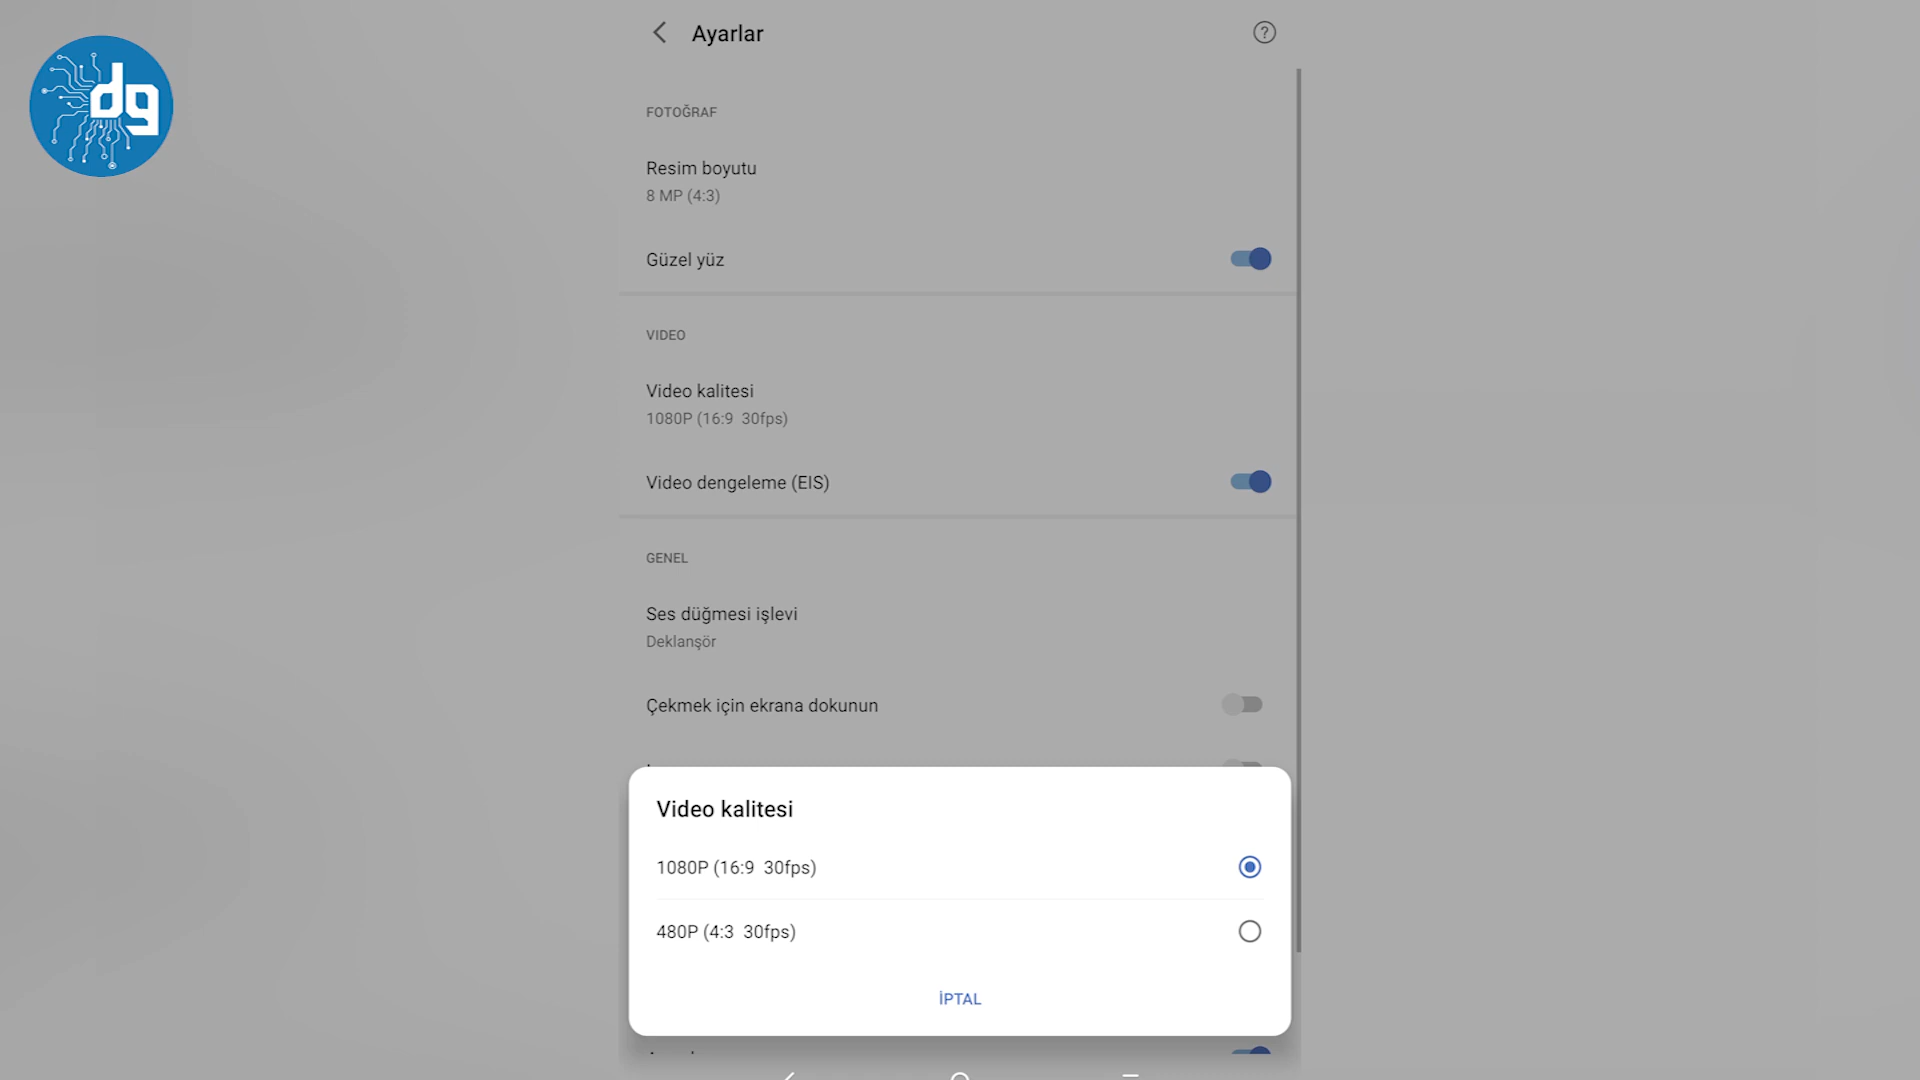 dg
Ayarlar
FOTOĞRAF
Resim boyutu
8 MP (4:3)
Güzel yüz
VIDEO
Video kalitesi
1080P (16:9 30fps)
Video dengeleme (EIS)
GENEL
Ses düğmesi işlevi
Deklanşör
Çekmek için ekrana dokunun
Video kalitesi
1080P (16:9 30fps)
480P (4:3 30fps)
İPTAL